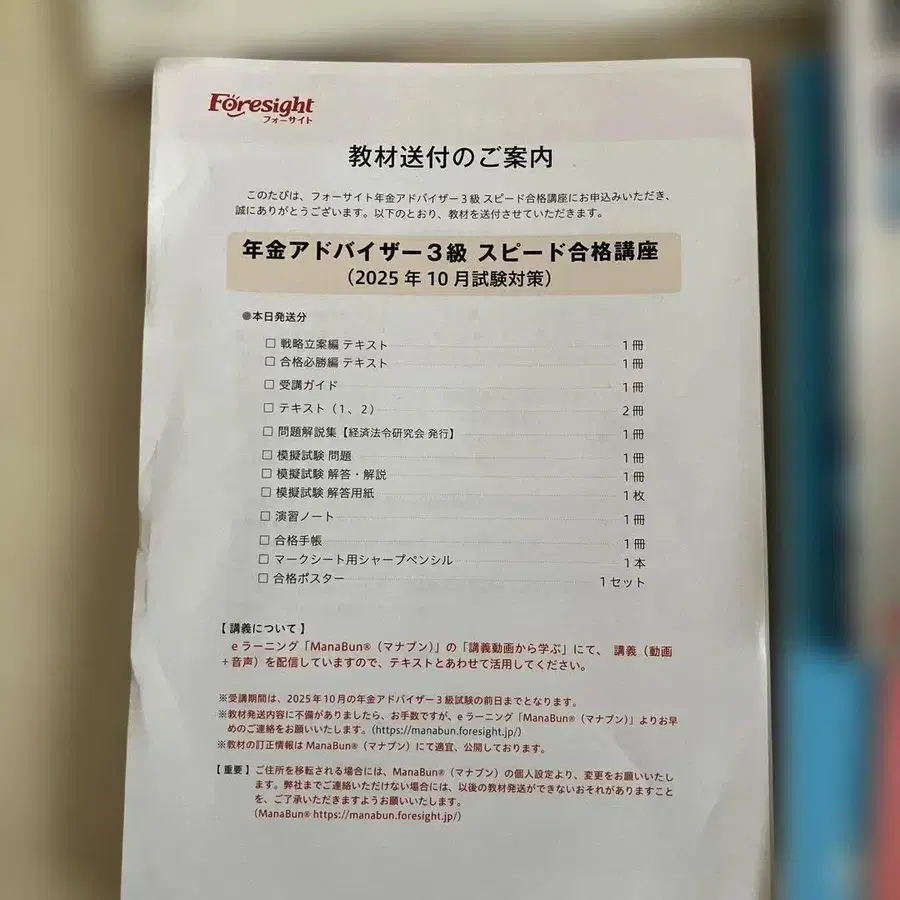 Foresight
フォーサイト
教材送付のご案内
このたびは、フォーサイト年金アドバイザー3級 スピード合格講座にお申込みいただき、
誠にありがとうございます。以下のとおり、教材を送付させていただきます。
年金アドバイザー3級 スピード合格講座
（2025年10月試験対策）
●本日発送分
□ 戦略立案編 テキスト 1冊
□ 合格必勝編 テキスト 1冊
□ 受講ガイド 1冊
□ テキスト（1、2） 2冊
□ 問題解説集【経済法令研究会 発行】 1冊
□ 模擬試験 問題 1冊
□ 模擬試験 解答・解説 1冊
□ 模擬試験 解答用紙 1枚
□ 演習ノート 1冊
□ 合格手帳 1冊
□ マークシート用シャープペンシル 1本
□ 合格ポスター 1セット
【講義について】
eラーニング「ManaBun®（マナブン）」の「講義動画から学ぶ」にて、 講義（動画
+音声）を配信していますので、テキストとあわせて活用してください。
※受講期間は、2025年10月の年金アドバイザー3級試験の前日までとなります。
※教材発送内容に不備がありましたら、お手数ですが、eラーニング「ManaBun®（マナブン）」よりお早
めのご連絡をお願いいたします。(https://manabun.foresight.jp/)
※教材の訂正情報は ManaBun®（マナブン）にて適宜、公開しております。
【重要】ご住所を移転される場合には、ManaBun®（マナブン）の個人設定より、変更をお願いいたし
ます。弊社までご連絡いただけない場合には、以後の教材発送ができないおそれがありますこと
を、ご了承いただきますようお願いいたします。
(ManaBun® https://manabun.foresight.jp/)